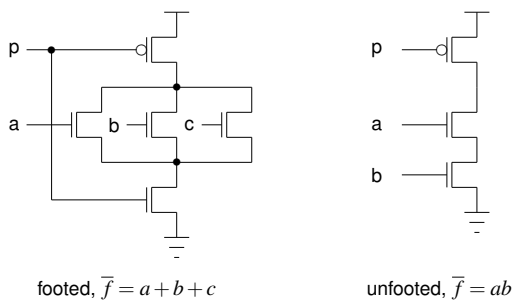 p
a
b
c
footed, f̅ = a+b+c
p
a
b
unfooted, f̅ = ab